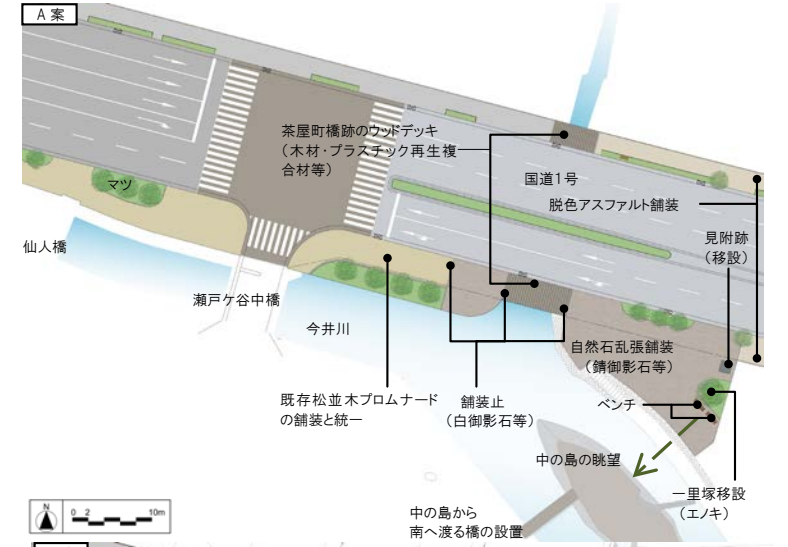 A 案
茶屋町橋跡のウッドデッキ
（木材・プラスチック再生複
合材等）
国道1号
マツ
脱色アスファルト舗装
見附跡
（移設）
仙人橋
瀬戸ケ谷中橋
今井川
自然石乱張舗装
（錆御影石等）
既存松並木プロムナード
の舗装と統一
舗装止
（白御影石等）
ベンチ
中の島の眺望
一里塚移設
（エノキ）
中の島から
南へ渡る橋の設置
N
0 2 10m